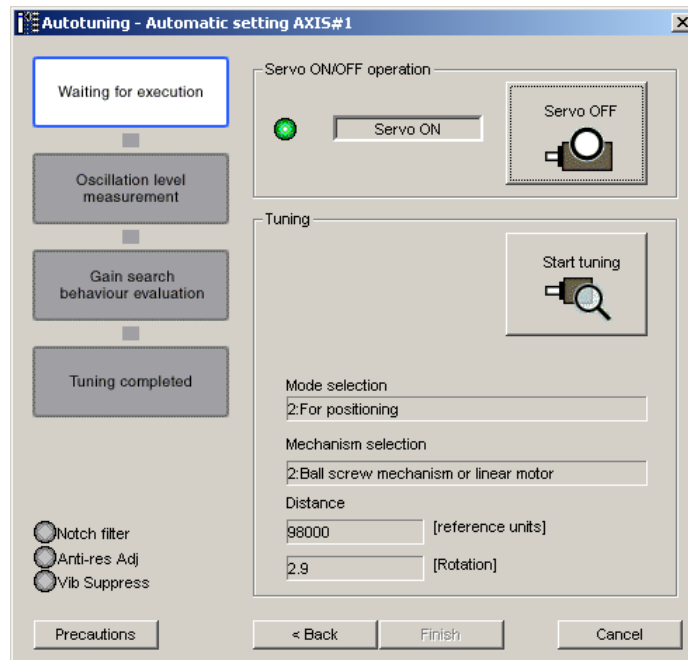 Autotuning - Automatic setting AXIS#1
Waiting for execution
Oscillation level
measurement
Gain search
behaviour evaluation
Tuning completed
Notch filter
Anti-res Adj
Vib Suppress
Precautions
Servo ON/OFF operation
Servo ON
Servo OFF
Tuning
Start tuning
Mode selection
2:For positioning
Mechanism selection
2:Ball screw mechanism or linear motor
Distance
98000 [reference units]
2.9 [Rotation]
< Back
Finish
Cancel